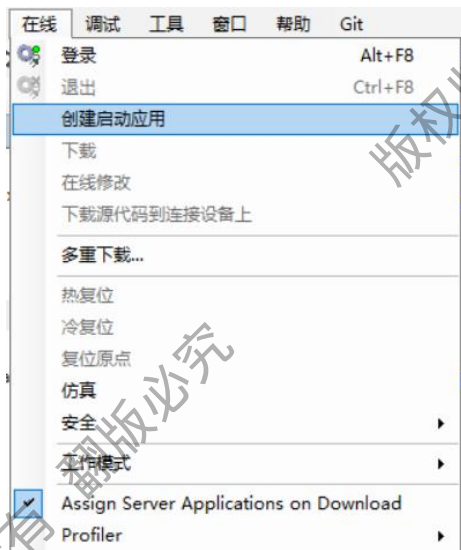 在线 调试 工具 窗口 帮助 Git
登录 Alt+F8
退出 Ctrl+F8
创建启动应用
下载
在线修改
下载源代码到连接设备上
多重下载...
热复位
冷复位
复位原点
仿真
安全
工作模式
Assign Server Applications on Download
Profiler
版权
有 翻版必究